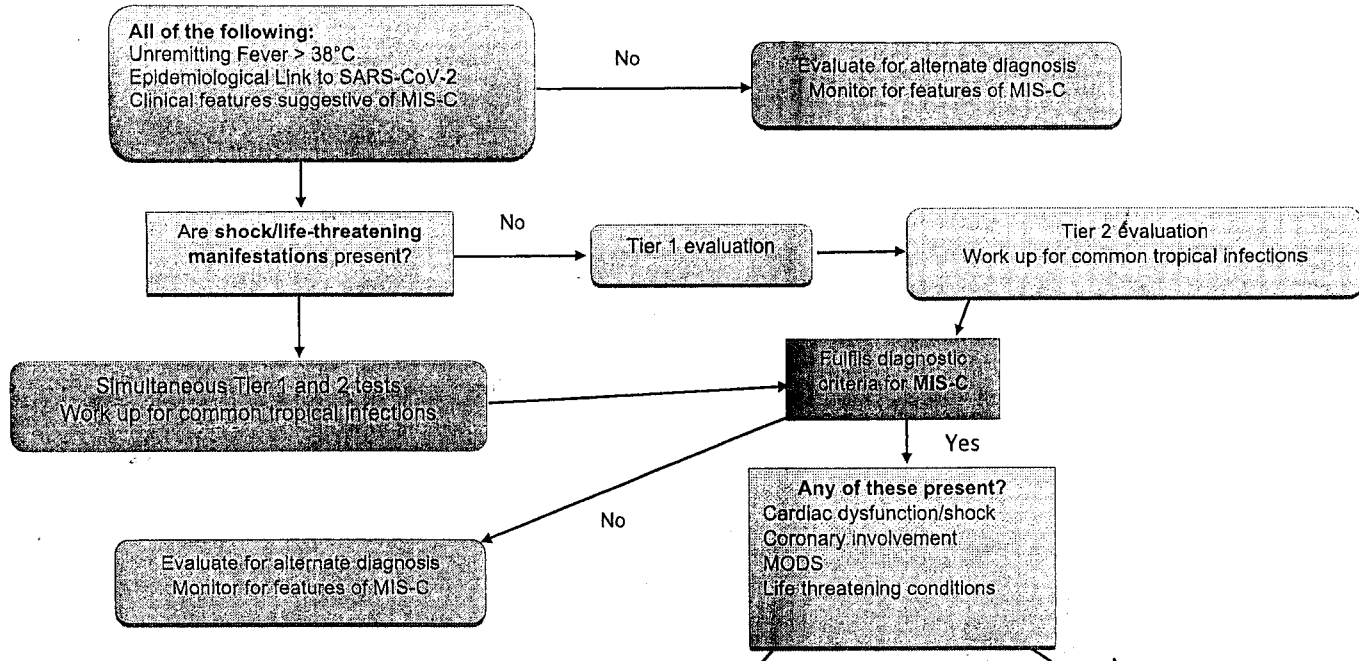 All of the following:
Unremitting Fever > 38°C
Epidemiological Link to SARS-CoV-2
Clinical features suggestive of MIS-C
No
Evaluate for alternate diagnosis
Monitor for features of MIS-C
Are shock/life-threatening
manifestations present?
No
Tier 1 evaluation
Tier 2 evaluation
Work up for common tropical infections
Simultaneous Tier 1 and 2 tests
Work up for common tropical infections
Fulfils diagnostic
criteria for MIS-C
Yes
No
Any of these present?
Cardiac dysfunction/shock
Coronary involvement
MODS
Life threatening conditions
Evaluate for alternate diagnosis
Monitor for features of MIS-C